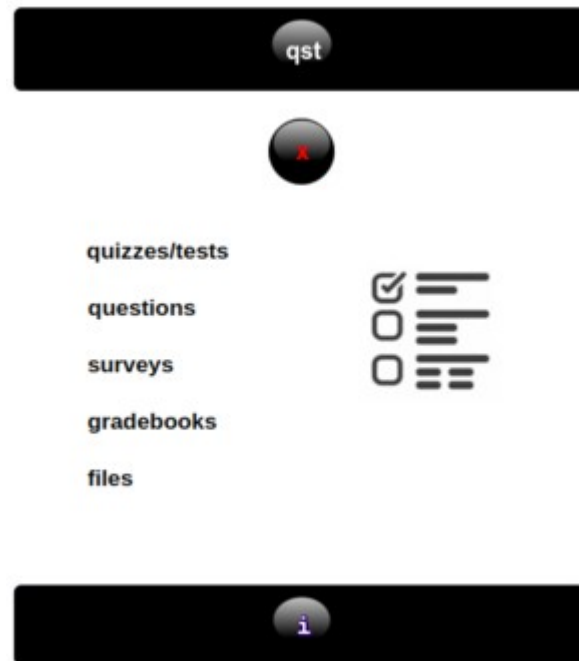 qst
x
quizzes/tests
questions
surveys
gradebooks
files
i